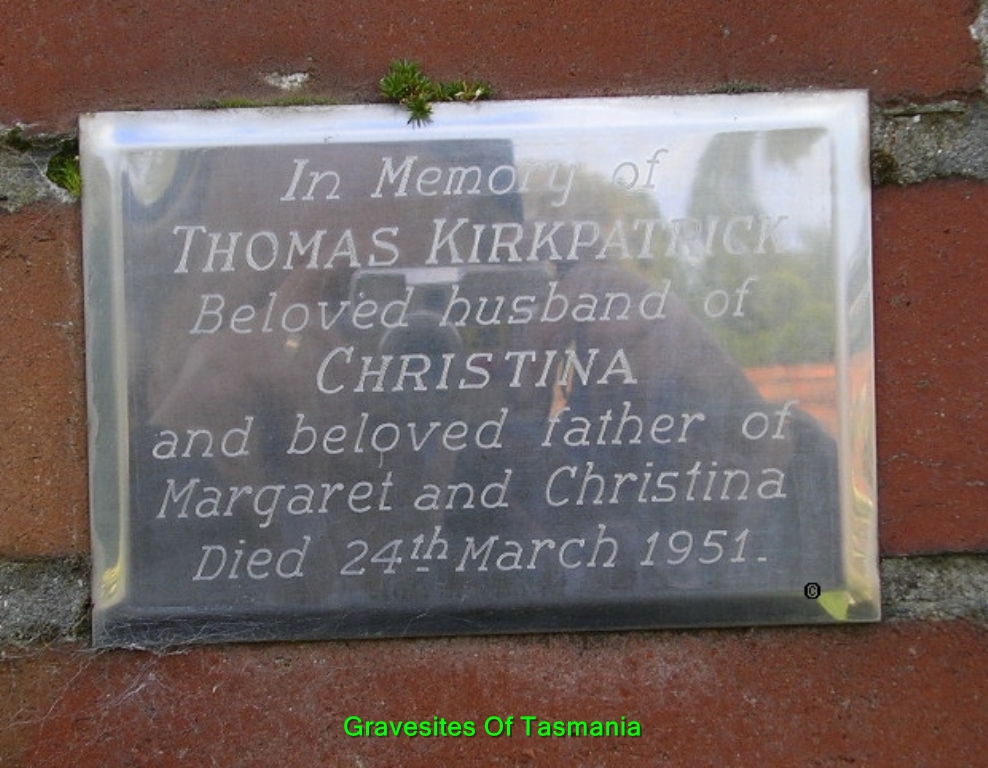 In Memory of
THOMAS KIRKPATRICK
Beloved husband of
CHRISTINA
and beloved father of
Margaret and Christina
Died 24th March 1951.
©
Gravesites Of Tasmania